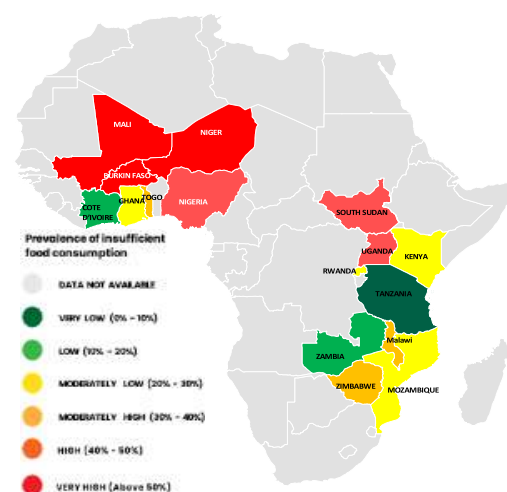 MALI
NIGER
BURKIN FASO
GHANA
TOGO
NIGERIA
COTE
D'IVOIRE
SOUTH SUDAN
UGANDA
KENYA
RWANDA
TANZANIA
Malawi
ZAMBIA
ZIMBABWE
MOZAMBIQUE
Prevalence of insufficient
food consumption
DATA NOT AVAILABLE
VERY LOW (0% - 10%)
LOW (10% - 20%)
MODERATELY LOW (20% - 30%)
MODERATELY HIGH (30% - 40%)
HIGH (40% - 50%)
VERY HIGH (Above 50%)